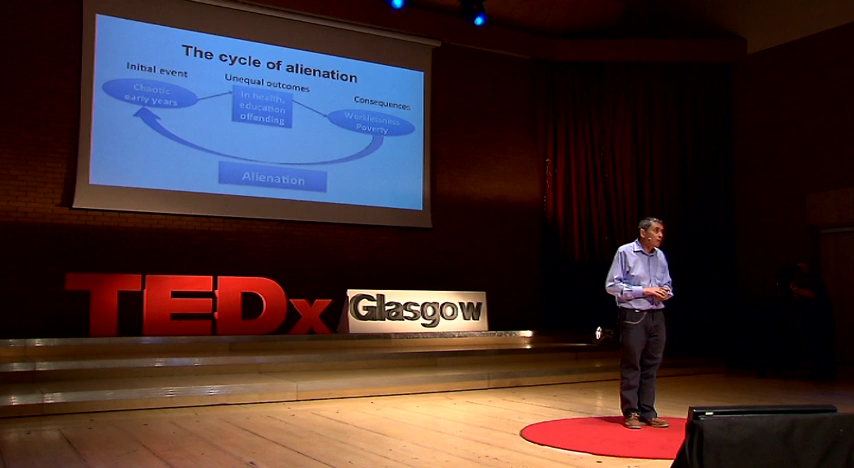 The cycle of alienation
Initial event
Unequal outcomes
Consequences
Chaotic
early years
In health,
education
offending
Worklessness
Poverty
Alienation
TEDx
Glasgow